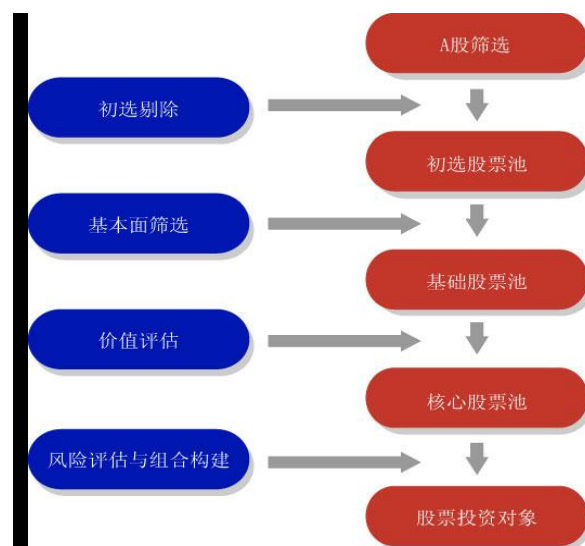 A股筛选
初选剔除
初选股票池
基本面筛选
基础股票池
价值评估
核心股票池
风险评估与组合构建
股票投资对象